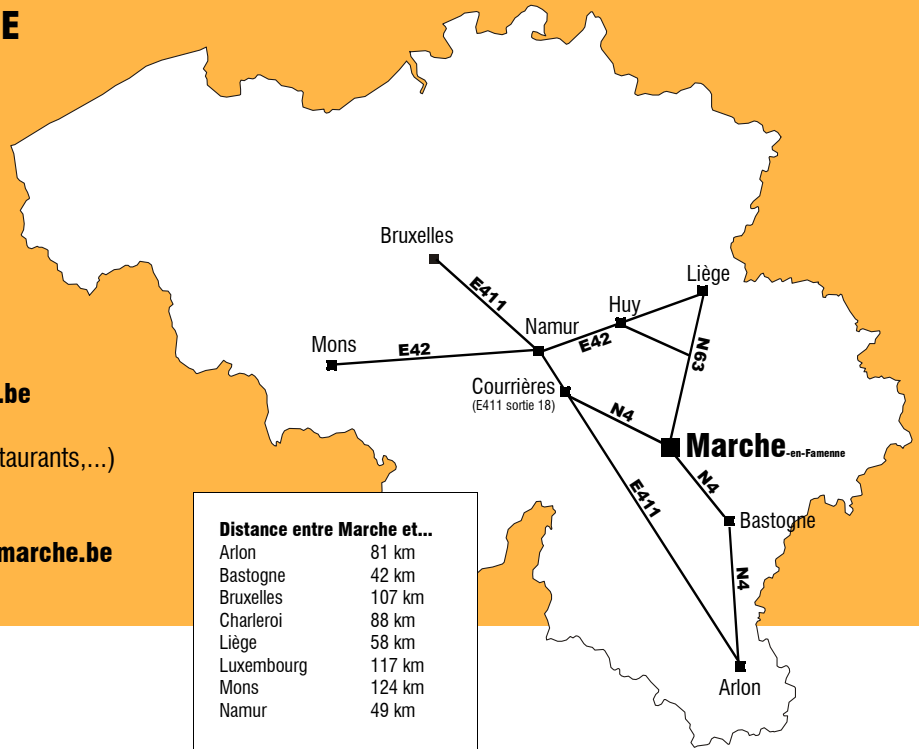 E
Bruxelles
E411
Liège
Huy
Namur
E42
Mons
E42
N63
Courrières
(E411 sortie 18)
N4
Marche-en-Famenne
N4
E411
Bastogne
N4
Arlon
.be
taurants,...)
marche.be
Distance entre Marche et...
Arlon 81 km
Bastogne 42 km
Bruxelles 107 km
Charleroi 88 km
Liège 58 km
Luxembourg 117 km
Mons 124 km
Namur 49 km